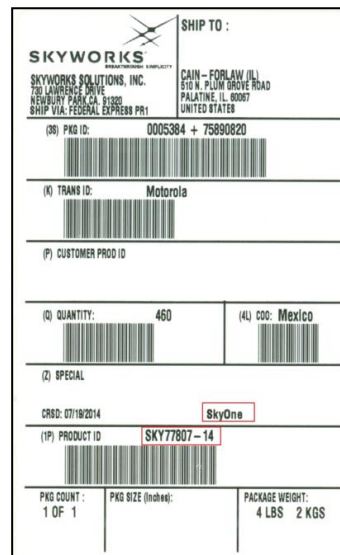 SHIP TO :
SKYWORKS
BREAKTHROUGH SIMPLICITY
SKYWORKS SOLUTIONS, INC.
730 LAWRENCE DRIVE
NEWBURY PARK,CA. 91320
SHIP VIA: FEDERAL EXPRESS PR1
CAIN - FORLAW (IL)
510 N. PLUM GROVE ROAD
PALATINE, IL. 60067
UNITED STATES
(3S) PKG ID: 0005384 + 75890820
(K) TRANS ID: Motorola
(P) CUSTOMER PROD ID
(Q) QUANTITY: 460
(4L) COO: Mexico
(Z) SPECIAL
CRSD: 07/19/2014 SkyOne
(1P) PRODUCT ID SKY77807-14
PKG COUNT :
1 OF 1
PKG SIZE (Inches):
PACKAGE WEIGHT:
4 LBS 2 KGS